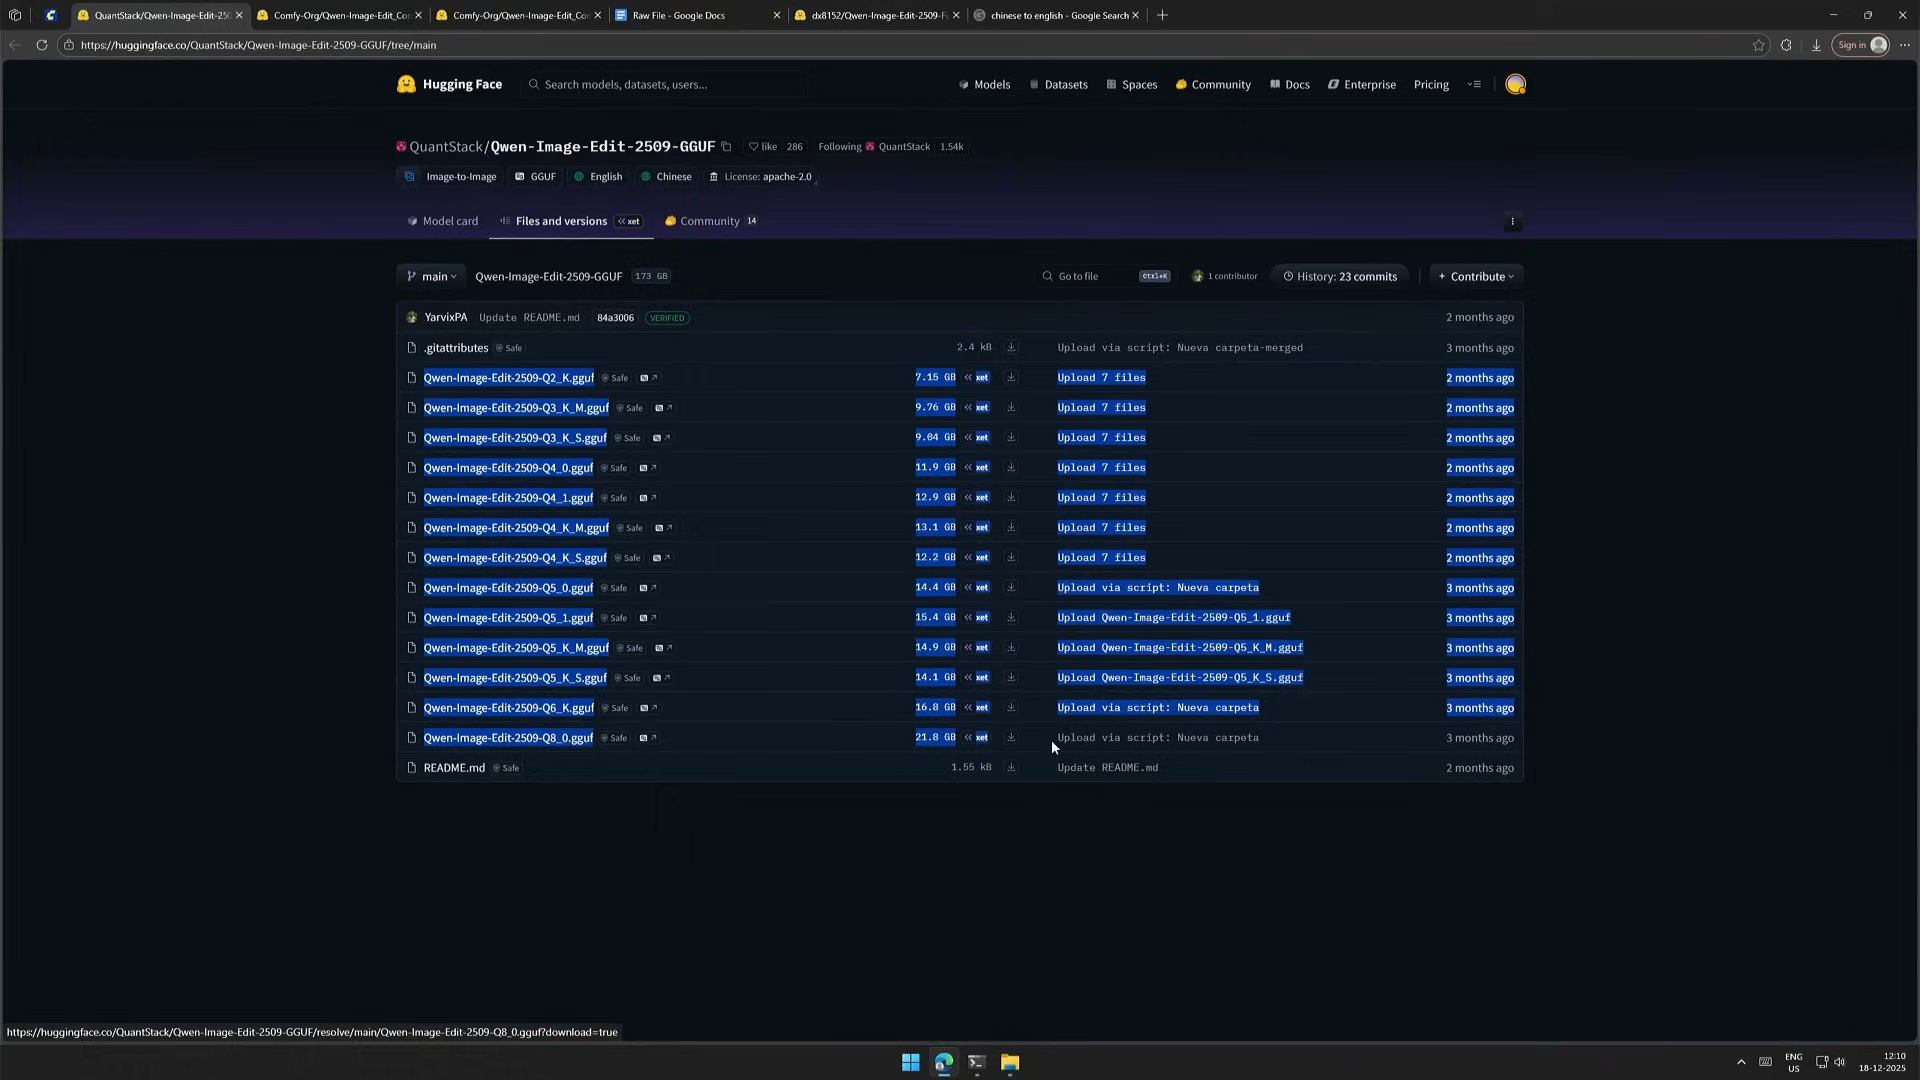 QuantStack/Qwen-Image-Edit-250
Comfy-Org/Qwen-Image-Edit_Co
Comfy-Org/Qwen-Image-Edit_Co
Raw File - Google Docs
dx8152/Qwen-Image-Edit-2509-F
chinese to english - Google Search
https://huggingface.co/QuantStack/Qwen-Image-Edit-2509-GGUF/tree/main
Sign in
Hugging Face
Search models, datasets, users...
Models
Datasets
Spaces
Community
Docs
Enterprise
Pricing
QuantStack/Qwen-Image-Edit-2509-GGUF
like 286
Following QuantStack 1.54k
Image-to-Image
GGUF
English
Chinese
License: apache-2.0
Model card
Files and versions
xet
Community 14
main
Qwen-Image-Edit-2509-GGUF 173 GB
Go to file Ctrl+K
1 contributor
History: 23 commits
+ Contribute
YarvixPA Update README.md 84a3006 VERIFIED 2 months ago
.gitattributes Safe 2.4 kB Upload via script: Nueva carpeta-merged 3 months ago
Qwen-Image-Edit-2509-Q2_K.gguf Safe 7.15 GB xet Upload 7 files 2 months ago
Qwen-Image-Edit-2509-Q3_K_M.gguf Safe 9.76 GB xet Upload 7 files 2 months ago
Qwen-Image-Edit-2509-Q3_K_S.gguf Safe 9.04 GB xet Upload 7 files 2 months ago
Qwen-Image-Edit-2509-Q4_0.gguf Safe 11.9 GB xet Upload 7 files 2 months ago
Qwen-Image-Edit-2509-Q4_1.gguf Safe 12.9 GB xet Upload 7 files 2 months ago
Qwen-Image-Edit-2509-Q4_K_M.gguf Safe 13.1 GB xet Upload 7 files 2 months ago
Qwen-Image-Edit-2509-Q4_K_S.gguf Safe 12.2 GB xet Upload 7 files 2 months ago
Qwen-Image-Edit-2509-Q5_0.gguf Safe 14.4 GB xet Upload via script: Nueva carpeta 3 months ago
Qwen-Image-Edit-2509-Q5_1.gguf Safe 15.4 GB xet Upload Qwen-Image-Edit-2509-Q5_1.gguf 3 months ago
Qwen-Image-Edit-2509-Q5_K_M.gguf Safe 14.9 GB xet Upload Qwen-Image-Edit-2509-Q5_K_M.gguf 3 months ago
Qwen-Image-Edit-2509-Q5_K_S.gguf Safe 14.1 GB xet Upload Qwen-Image-Edit-2509-Q5_K_S.gguf 3 months ago
Qwen-Image-Edit-2509-Q6_K.gguf Safe 16.8 GB xet Upload via script: Nueva carpeta 3 months ago
Qwen-Image-Edit-2509-Q8_0.gguf Safe 21.8 GB xet Upload via script: Nueva carpeta 3 months ago
README.md Safe 1.55 kB Update README.md 2 months ago
https://huggingface.co/QuantStack/Qwen-Image-Edit-2509-GGUF/resolve/main/Qwen-Image-Edit-2509-Q8_0.gguf?download=true
ENG
US
12:10
18-12-2025